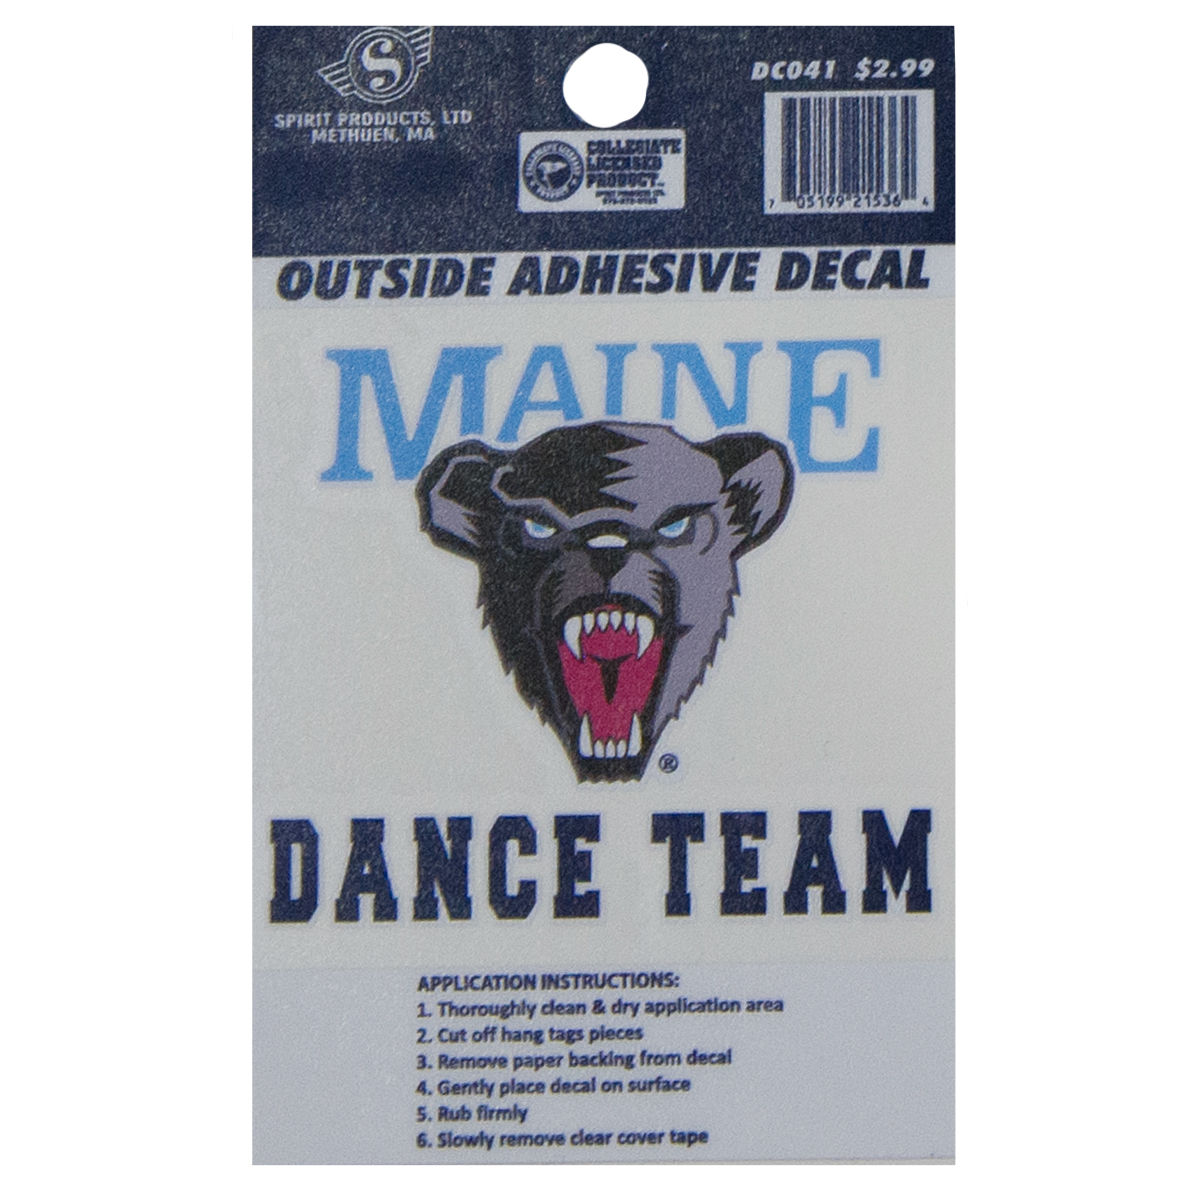 S
SPIRIT PRODUCTS, LTD
METHUEN, MA
COLLEGIATE
LICENSED
PRODUCT™
DC041 $2.99
7 05199 21536 4
OUTSIDE ADHESIVE DECAL
MAINE
®
DANCE TEAM
APPLICATION INSTRUCTIONS:
1. Thoroughly clean & dry application area
2. Cut off hang tags pieces
3. Remove paper backing from decal
4. Gently place decal on surface
5. Rub firmly
6. Slowly remove clear cover tape